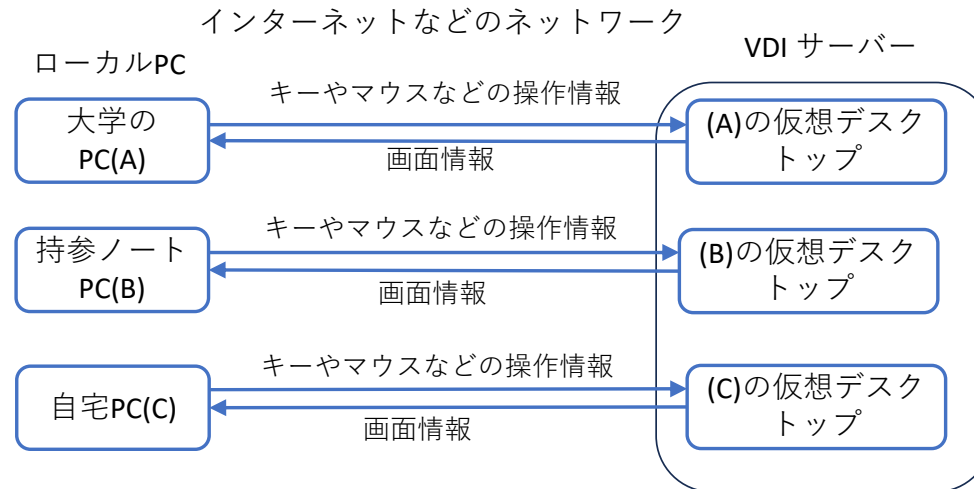 インターネットなどのネットワーク
VDI サーバー
ローカルPC
キーやマウスなどの操作情報
大学の
PC(A)
(A)の仮想デスク
トップ
画面情報
キーやマウスなどの操作情報
持参ノート
PC(B)
(B)の仮想デスク
トップ
画面情報
キーやマウスなどの操作情報
自宅PC(C)
(C)の仮想デスク
トップ
画面情報